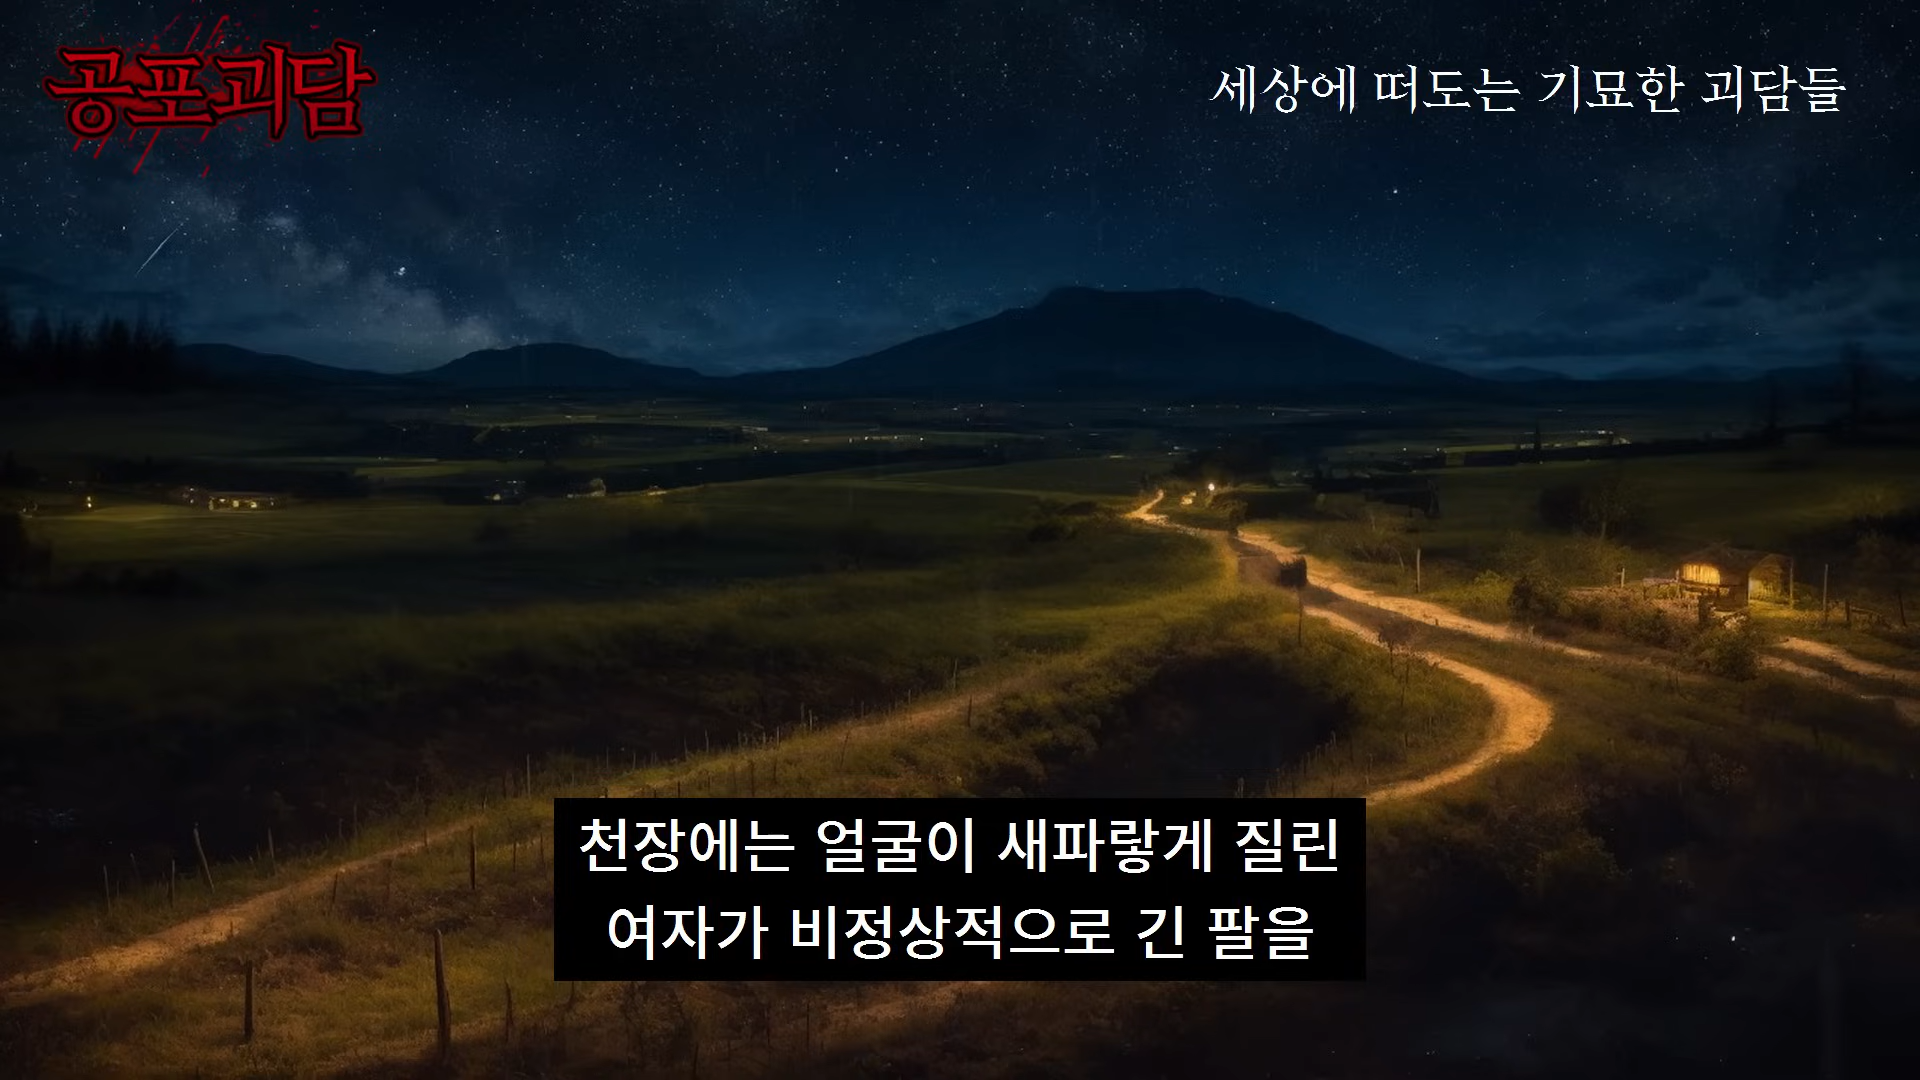 공포괴담
세상에 떠도는 기묘한 괴담들
천장에는 얼굴이 새파랗게 질린
여자가 비정상적으로 긴 팔을